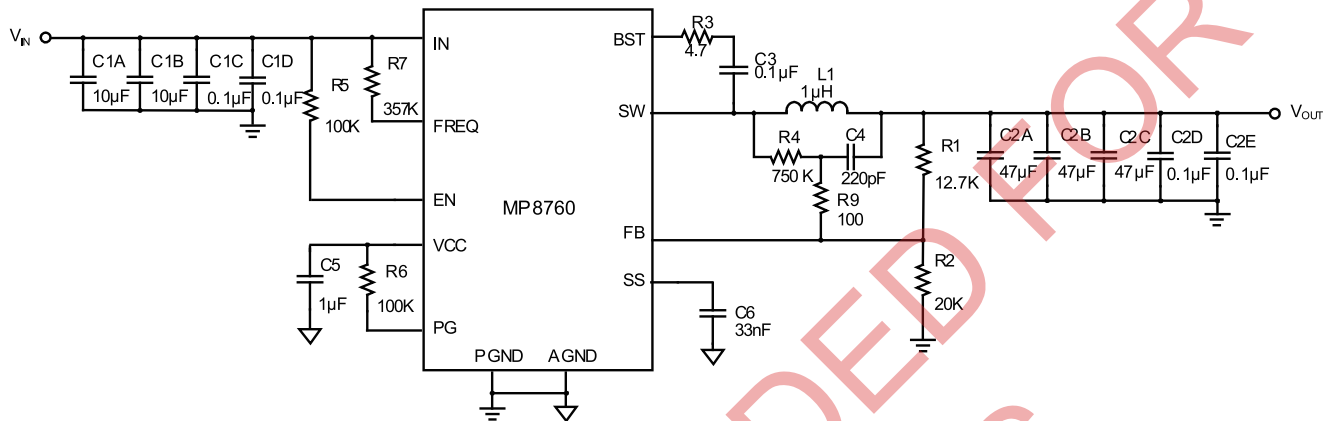 V_IN
C1A
10µF
C1B
10µF
C1C
0.1µF
C1D
0.1µF
R5
100K
R7
357K
IN
FREQ
EN
VCC
PG
MP8760
PGND
AGND
BST
SW
FB
SS
C5
1µF
R6
100K
R3
4.7
C3
0.1µF
L1
1µH
R4
750 K
C4
220pF
R9
100
R1
12.7K
R2
20K
C6
33nF
C2A
47µF
C2B
47µF
C2C
47µF
C2D
0.1µF
C2E
0.1µF
V_OUT
DED FOR